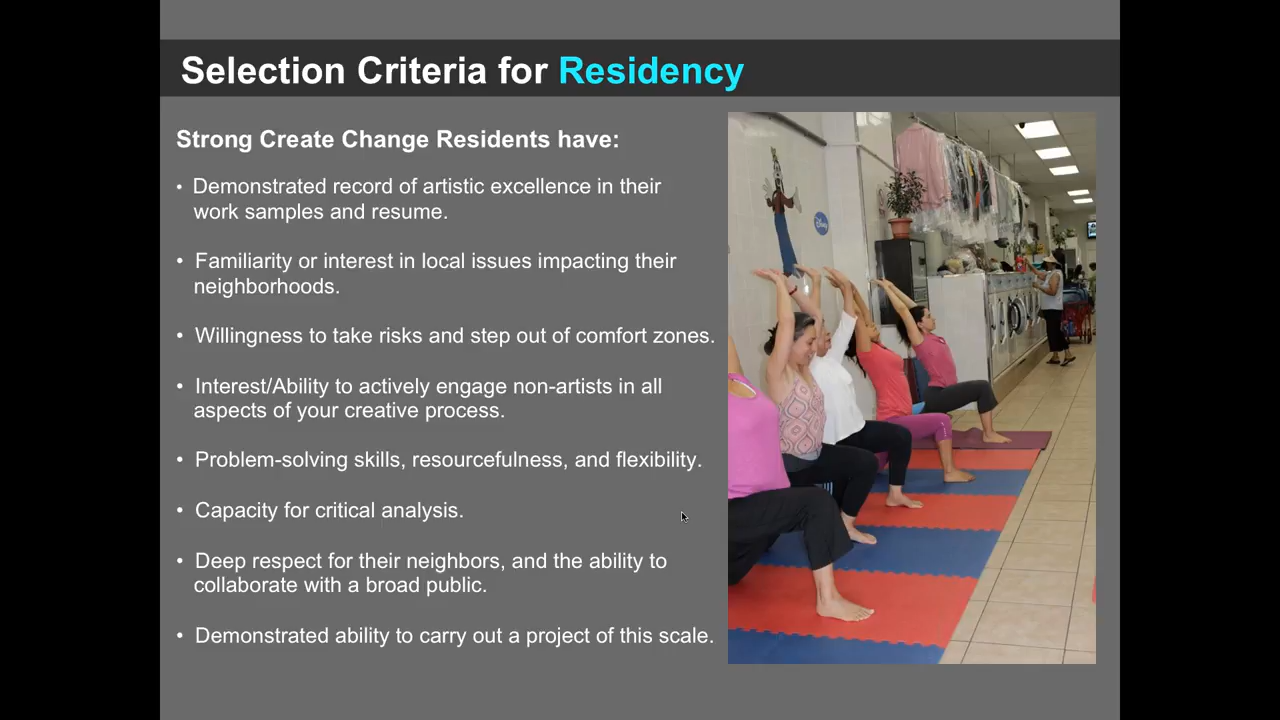 Selection Criteria for Residency
Strong Create Change Residents have:
• Demonstrated record of artistic excellence in their
work samples and resume.
• Familiarity or interest in local issues impacting their
neighborhoods.
• Willingness to take risks and step out of comfort zones.
• Interest/Ability to actively engage non-artists in all
aspects of your creative process.
• Problem-solving skills, resourcefulness, and flexibility.
• Capacity for critical analysis.
• Deep respect for their neighbors, and the ability to
collaborate with a broad public.
• Demonstrated ability to carry out a project of this scale.
Disney